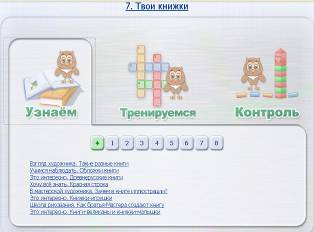 7. Твои книжки
Узнаём
Тренируемся
Контроль
1 2 3 4 5 6 7 8
Взгляд художника. Такие разные книги
Учимся наблюдать. Обложки книги
Это интересно. Древнерусские книги
Хочу всё знать. Красная строка
В мастерской художника. Зачем в книге иллюстрации?
Это интересно. Книжки-игрушки
Школа рисования. Как братья-Мастера создают книгу
Это интересно. Книги-великаны и книжки-малышки